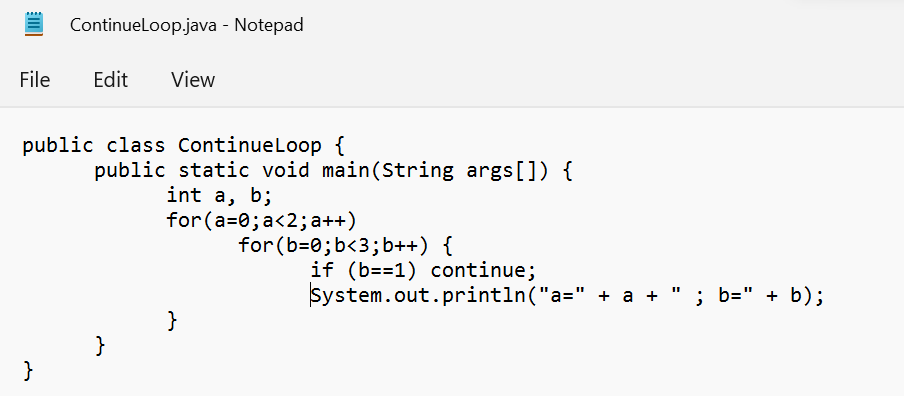 ContinueLoop.java - Notepad
File Edit View
public class ContinueLoop {
public static void main(String args[]) {
int a, b;
for(a=0;a<2;a++)
for(b=0;b<3;b++) {
if (b==1) continue;
System.out.println("a=" + a + " ; b=" + b);
}
}
}